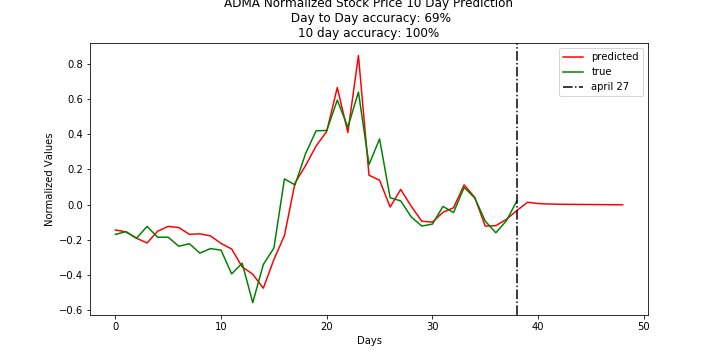 ADMA Normalized Stock Price 10 Day Prediction
Day to Day accuracy: 69%
10 day accuracy: 100%
predicted
true
april 27
Normalized Values
0.8
0.6
0.4
0.2
0.0
−0.2
−0.4
−0.6
0 10 20 30 40 50
Days